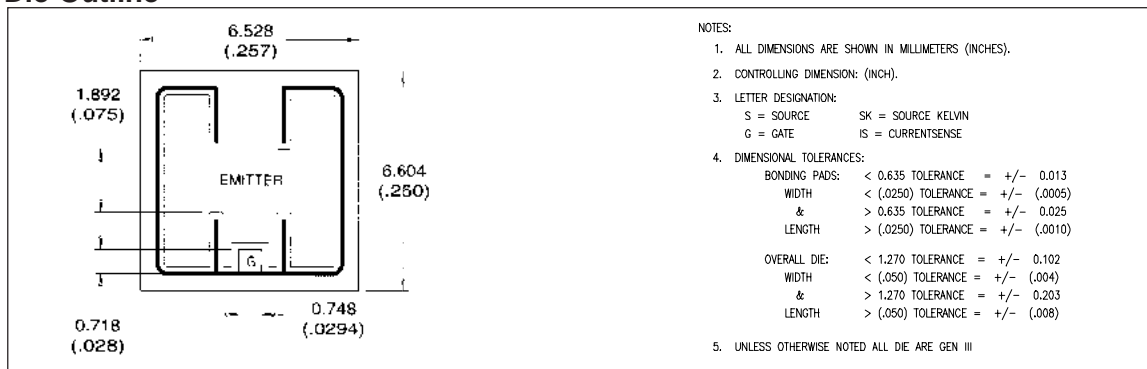 Die Outline
6.528
(.257)
1.892
(.075)
EMITTER
6.604
(.260)
G
0.748
(.0294)
0.718
(.028)
NOTES:
1. ALL DIMENSIONS ARE SHOWN IN MILLIMETERS (INCHES).
2. CONTROLLING DIMENSION: (INCH).
3. LETTER DESIGNATION:
S = SOURCE SK = SOURCE KELVIN
G = GATE IS = CURRENTSENSE
4. DIMENSIONAL TOLERANCES:
BONDING PADS: < 0.635 TOLERANCE = +/- 0.013
WIDTH < (.0250) TOLERANCE = +/- (.0005)
& > 0.635 TOLERANCE = +/- 0.025
LENGTH > (.0250) TOLERANCE = +/- (.0010)
OVERALL DIE: < 1.270 TOLERANCE = +/- 0.102
WIDTH < (.050) TOLERANCE = +/- (.004)
& > 1.270 TOLERANCE = +/- 0.203
LENGTH > (.050) TOLERANCE = +/- (.008)
5. UNLESS OTHERWISE NOTED ALL DIE ARE GEN III